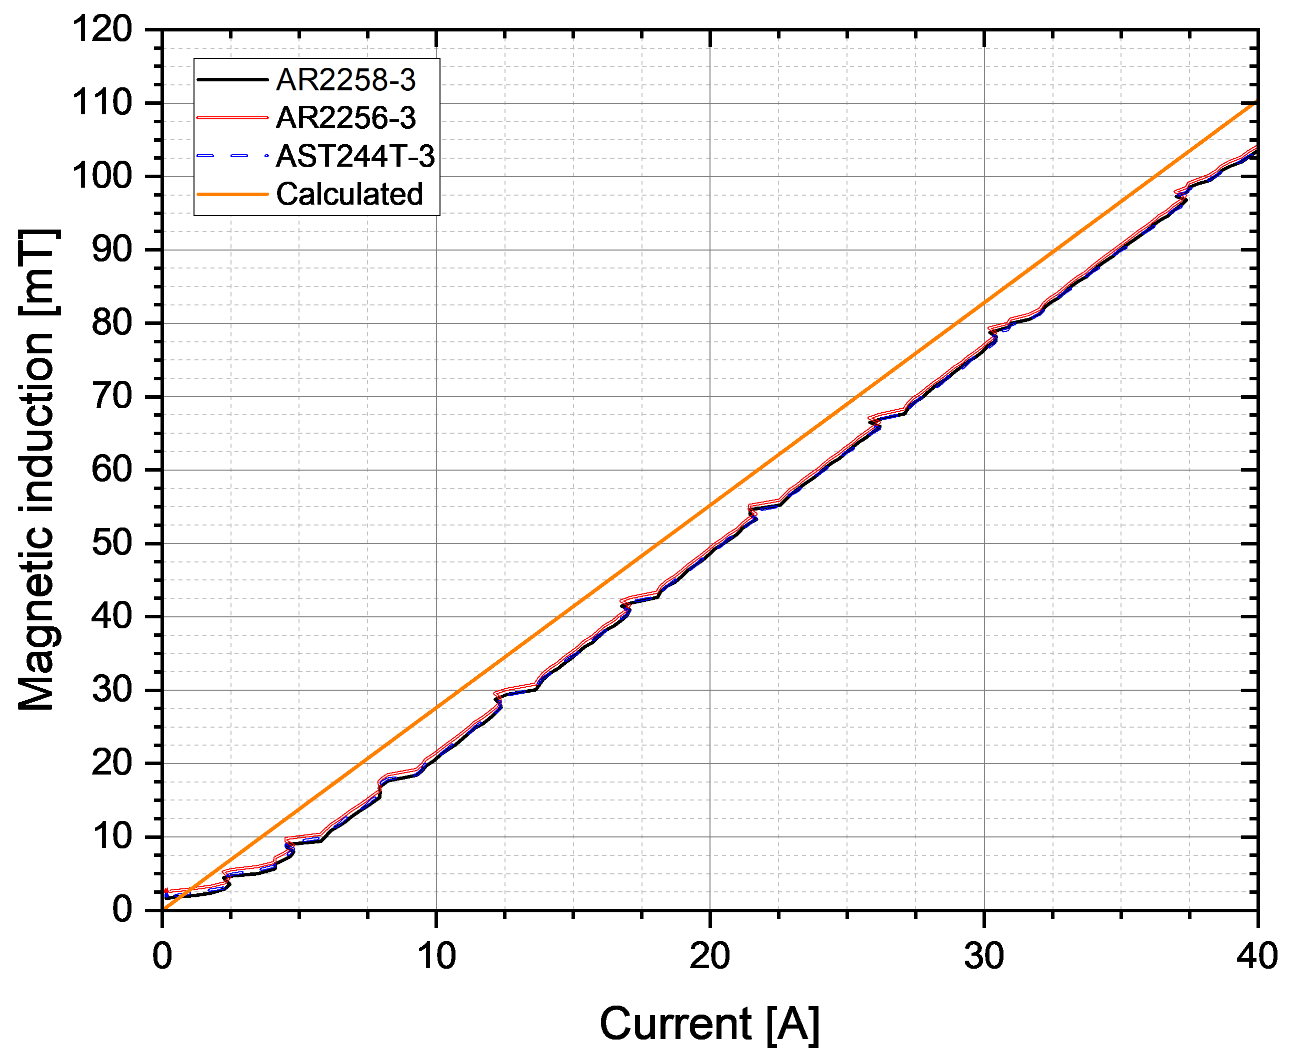 120
110
100
90
80
70
60
50
40
30
20
10
0
Magnetic induction [mT]
AR2258-3
AR2256-3
AST244T-3
Calculated
0 10 20 30 40
Current [A]